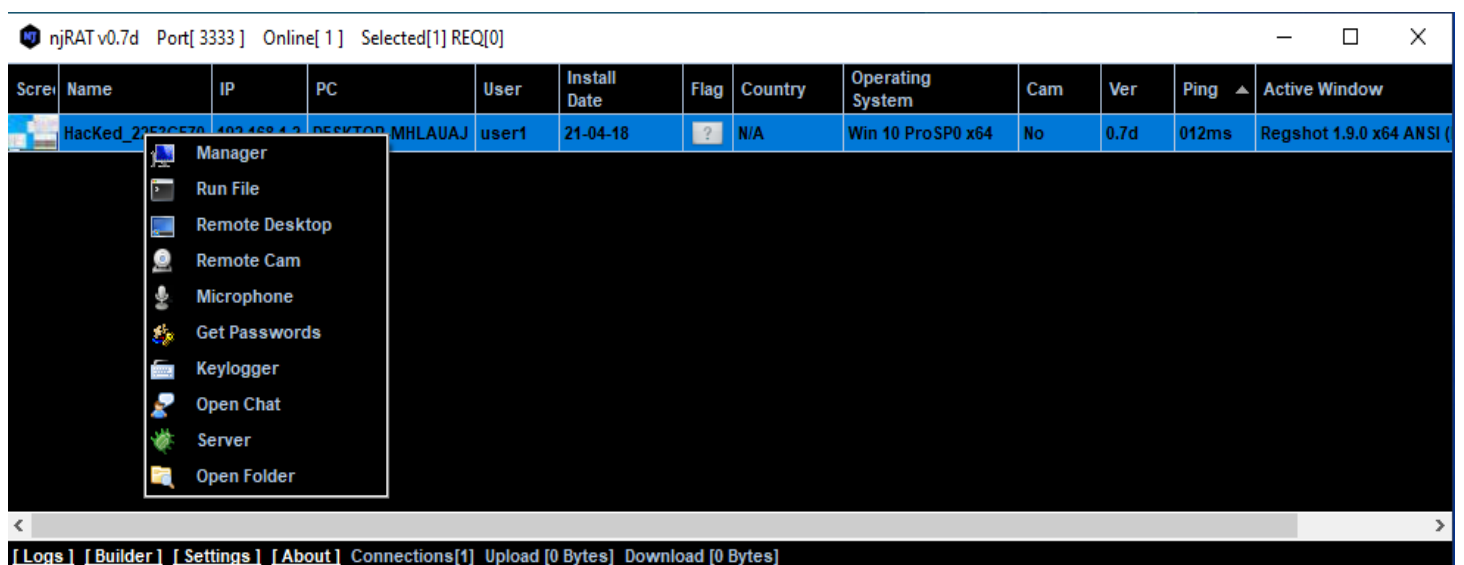 njRAT v0.7d Port[ 3333 ] Online[ 1 ] Selected[1] REQ[0]
Name IP PC User Install Date Flag Country Operating System Cam Ver Ping Active Window
MHLAUAJ user1 21-04-18 ? N/A Win 10 ProSP0 x64 No 0.7d 012ms Regshot 1.9.0 x64 ANSI (
Manager
Run File
Remote Desktop
Remote Cam
Microphone
Get Passwords
Keylogger
Open Chat
Server
Open Folder
[ Logs ] [ Builder ] [ Settings ] [ About ] Connections[1] Upload [0 Bytes] Download [0 Bytes]